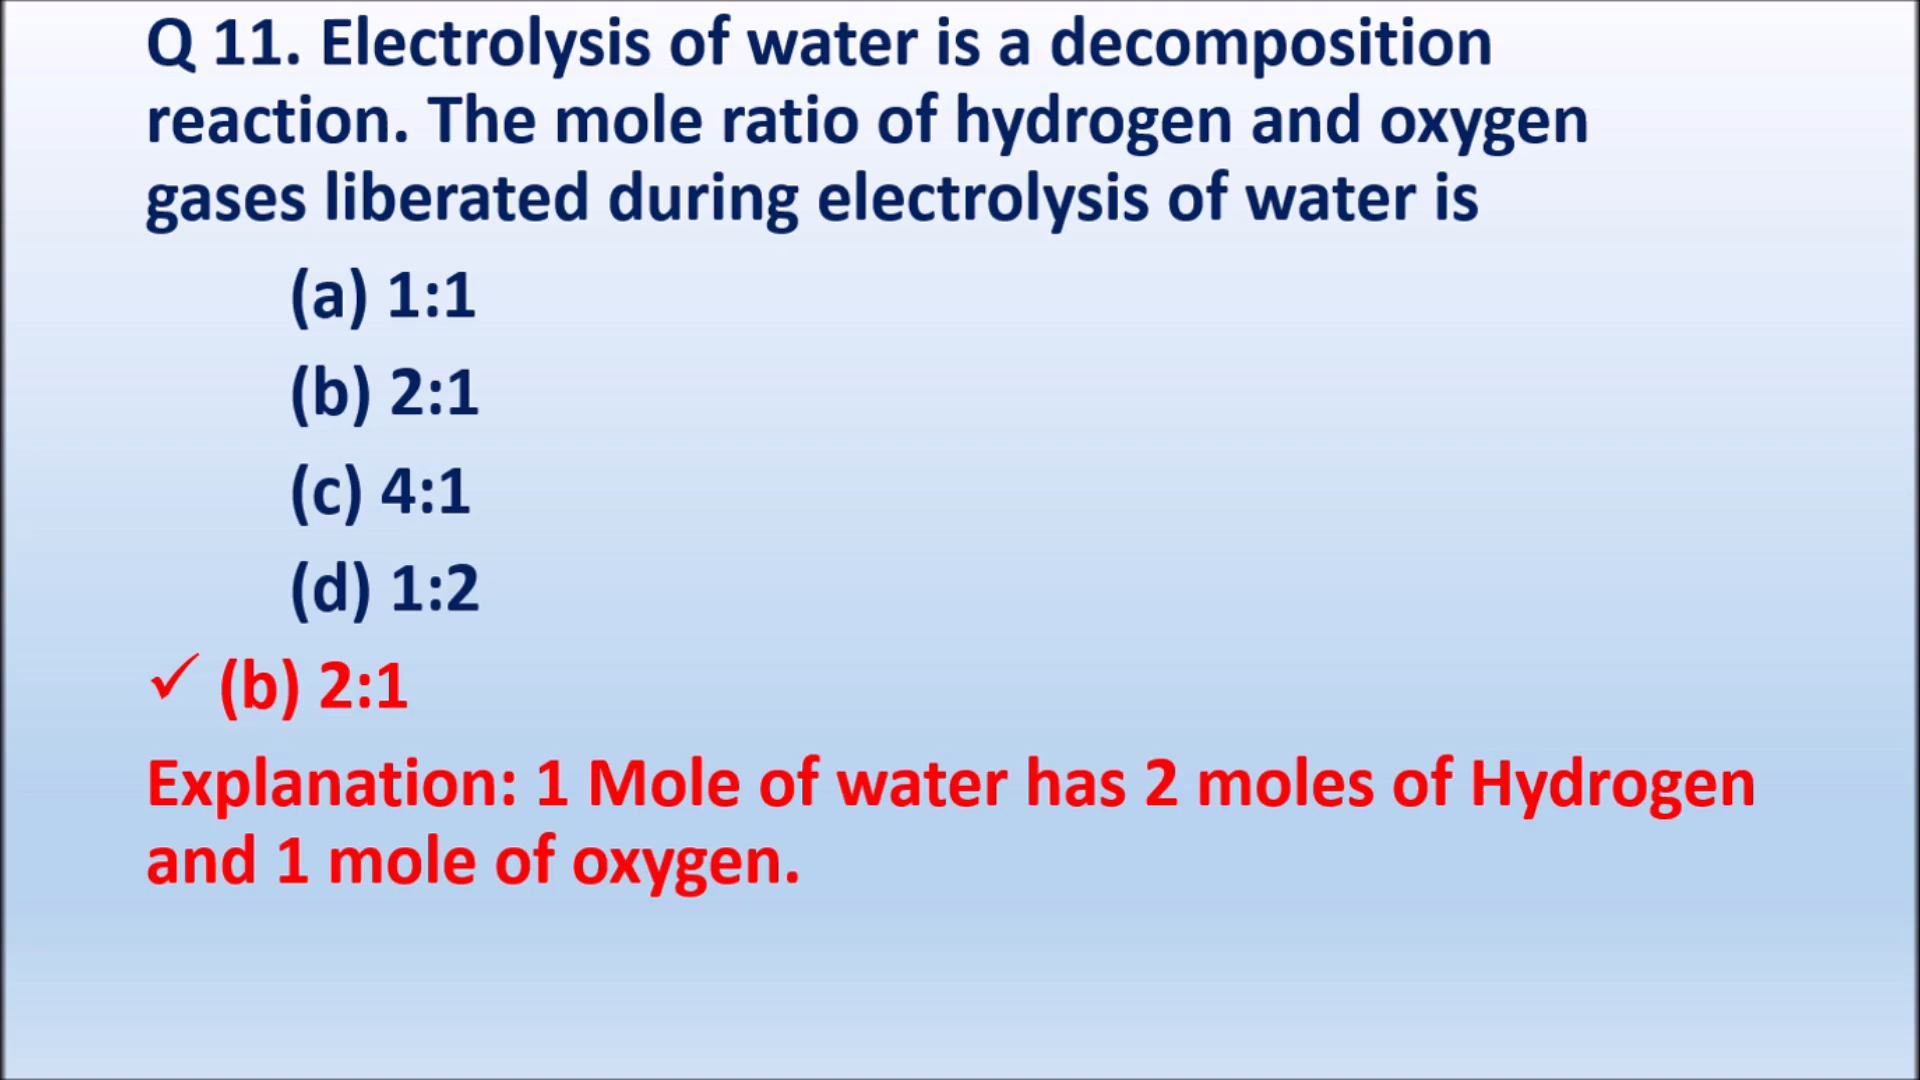 Q 11. Electrolysis of water is a decomposition
reaction. The mole ratio of hydrogen and oxygen
gases liberated during electrolysis of water is
(a) 1:1
(b) 2:1
(c) 4:1
(d) 1:2
✓ (b) 2:1
Explanation: 1 Mole of water has 2 moles of Hydrogen
and 1 mole of oxygen.